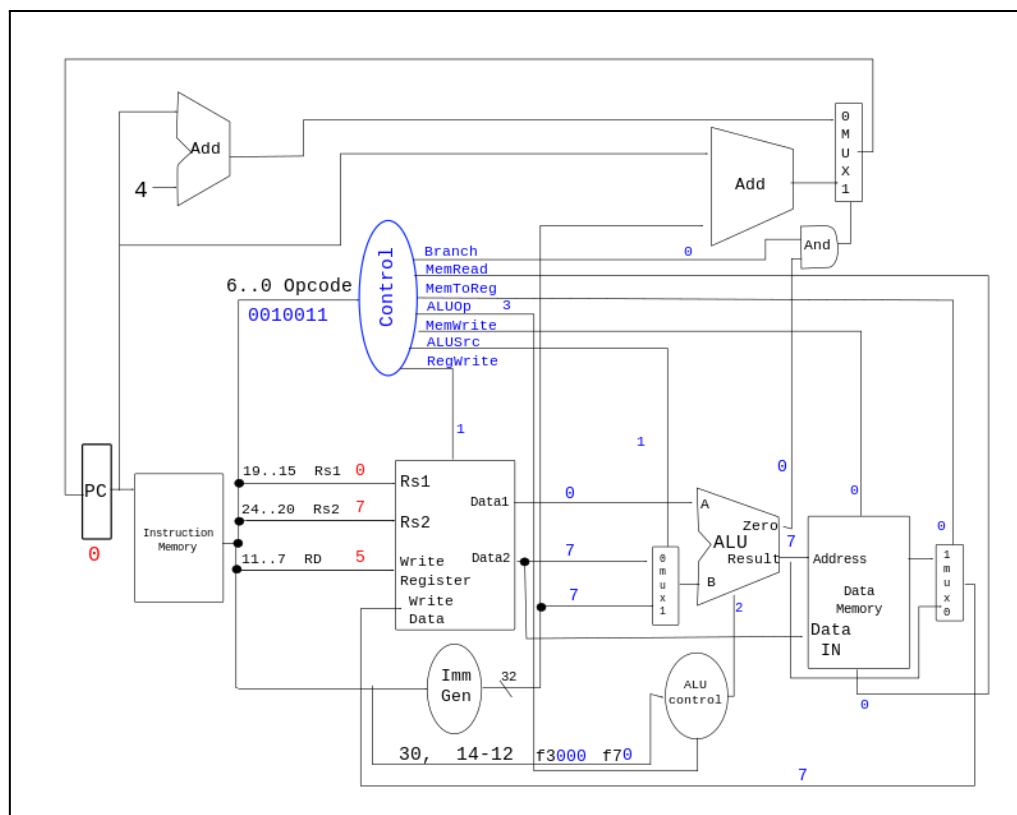 0
M
U
X
1
Add
4
Add
And
Control
Branch 0
MemRead
MemToReg
ALUOp 3
MemWrite
ALUSrc
RegWrite
6..0 Opcode
0010011
1
1
0
0
0
PC
0
Instruction
Memory
19..15 Rs1 0
24..20 Rs2 7
11..7 RD 5
Rs1
Rs2
Write
Register
Write
Data
Data1
Data2
0
7
7
0
m
u
x
1
A
B
ALU
Zero
Result
7
2
Address
Data
Memory
Data
IN
0
1
m
u
x
0
Imm
Gen
32
ALU
control
30, 14-12 f3000 f70
7